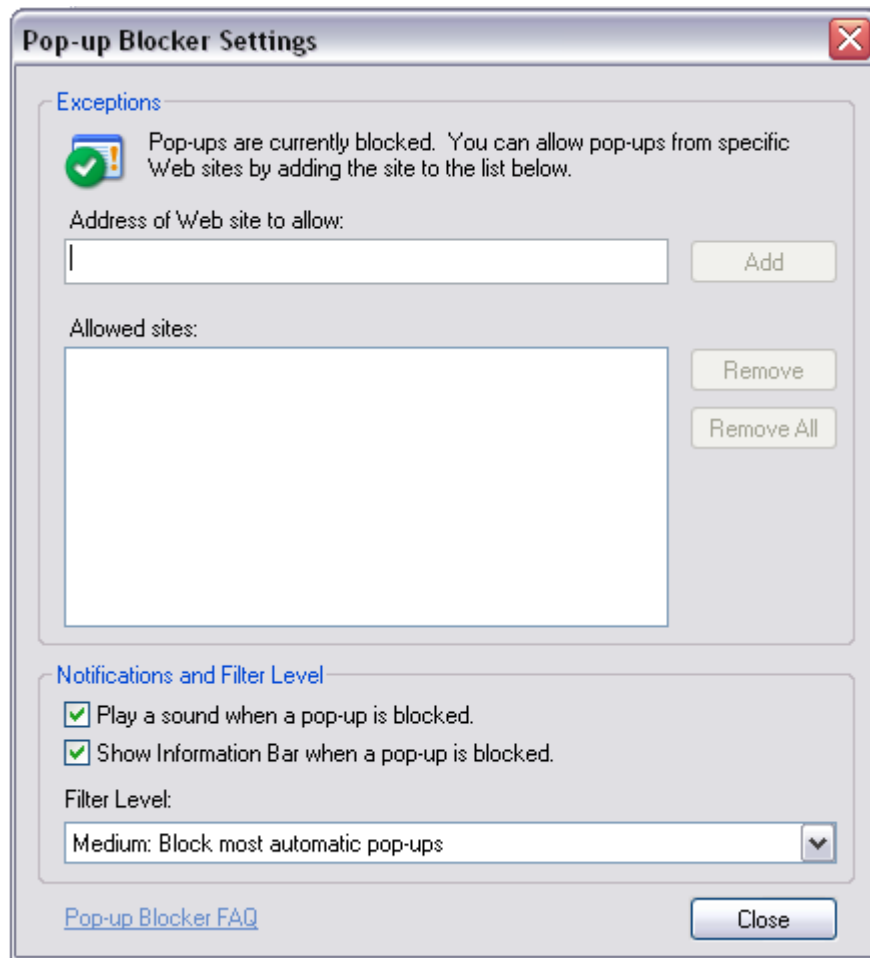 Pop-up Blocker Settings
Exceptions
Pop-ups are currently blocked. You can allow pop-ups from specific
Web sites by adding the site to the list below.
Address of Web site to allow:
Add
Allowed sites:
Remove
Remove All
Notifications and Filter Level
Play a sound when a pop-up is blocked.
Show Information Bar when a pop-up is blocked.
Filter Level:
Medium: Block most automatic pop-ups
Pop-up Blocker FAQ
Close